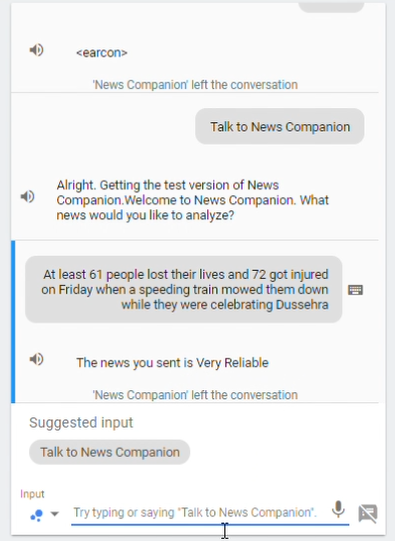 <earcon>
'News Companion' left the conversation
Talk to News Companion
Alright. Getting the test version of News
Companion.Welcome to News Companion. What
news would you like to analyze?
At least 61 people lost their lives and 72 got injured
on Friday when a speeding train mowed them down
while they were celebrating Dussehra
The news you sent is Very Reliable
'News Companion' left the conversation
Suggested input
Talk to News Companion
Input
Try typing or saying "Talk to News Companion".